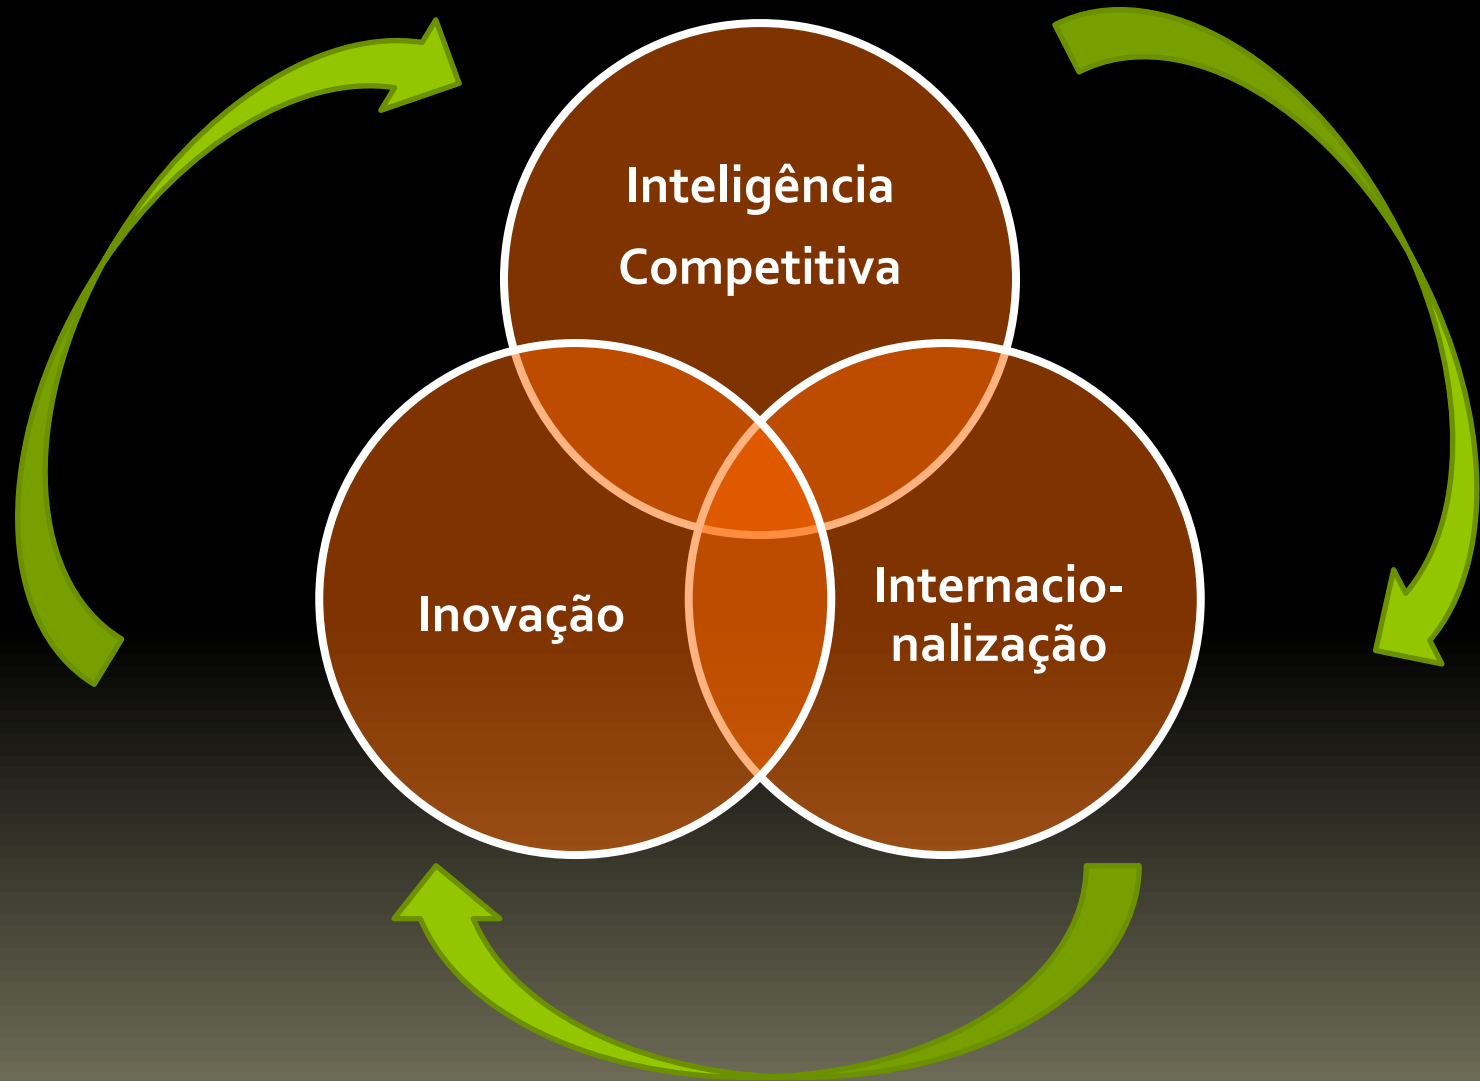 Inteligência
Competitiva
Inovação
Internacio-
nalização